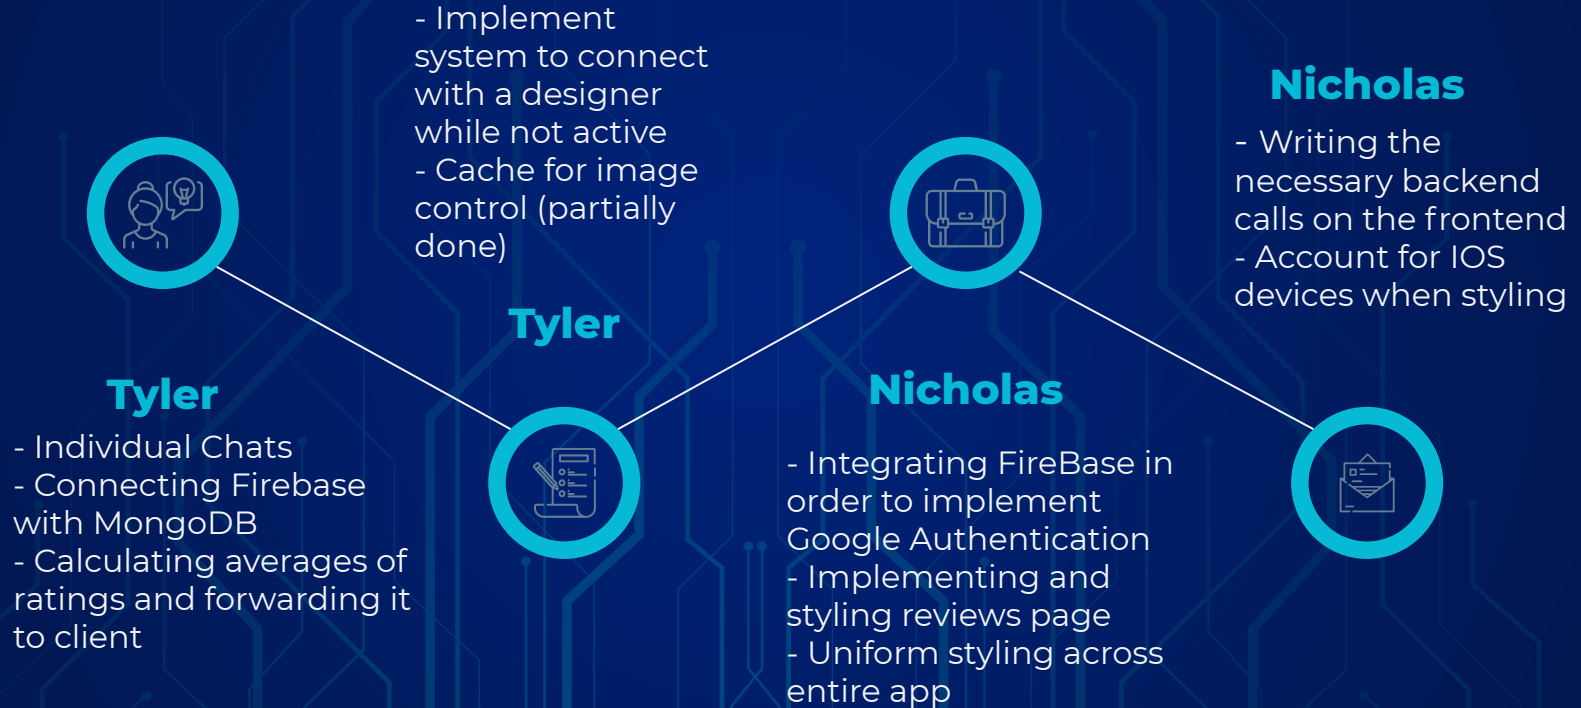 Tyler
- Individual Chats
- Connecting Firebase
with MongoDB
- Calculating averages of
ratings and forwarding it
to client
- Implement
system to connect
with a designer
while not active
- Cache for image
control (partially
done)
Tyler
Nicholas
- Integrating FireBase in
order to implement
Google Authentication
- Implementing and
styling reviews page
- Uniform styling across
entire app
Nicholas
- Writing the
necessary backend
calls on the frontend
- Account for IOS
devices when styling